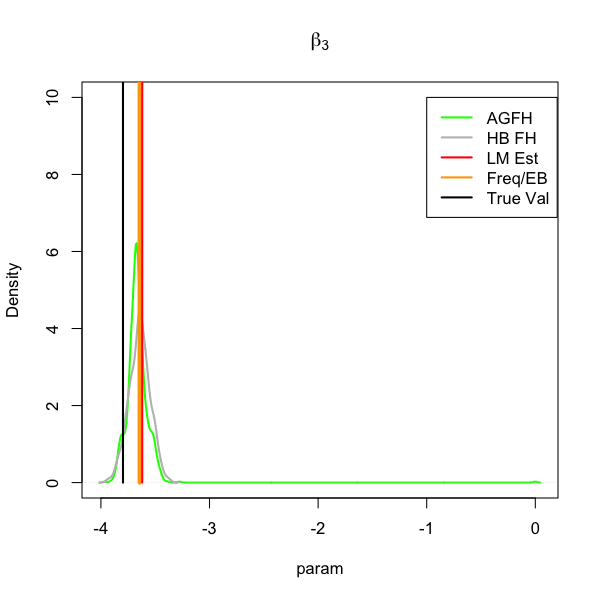 β3
Density
10
8
6
4
2
0
AGFH
HB FH
LM Est
Freq/EB
True Val
-4 -3 -2 -1 0
param